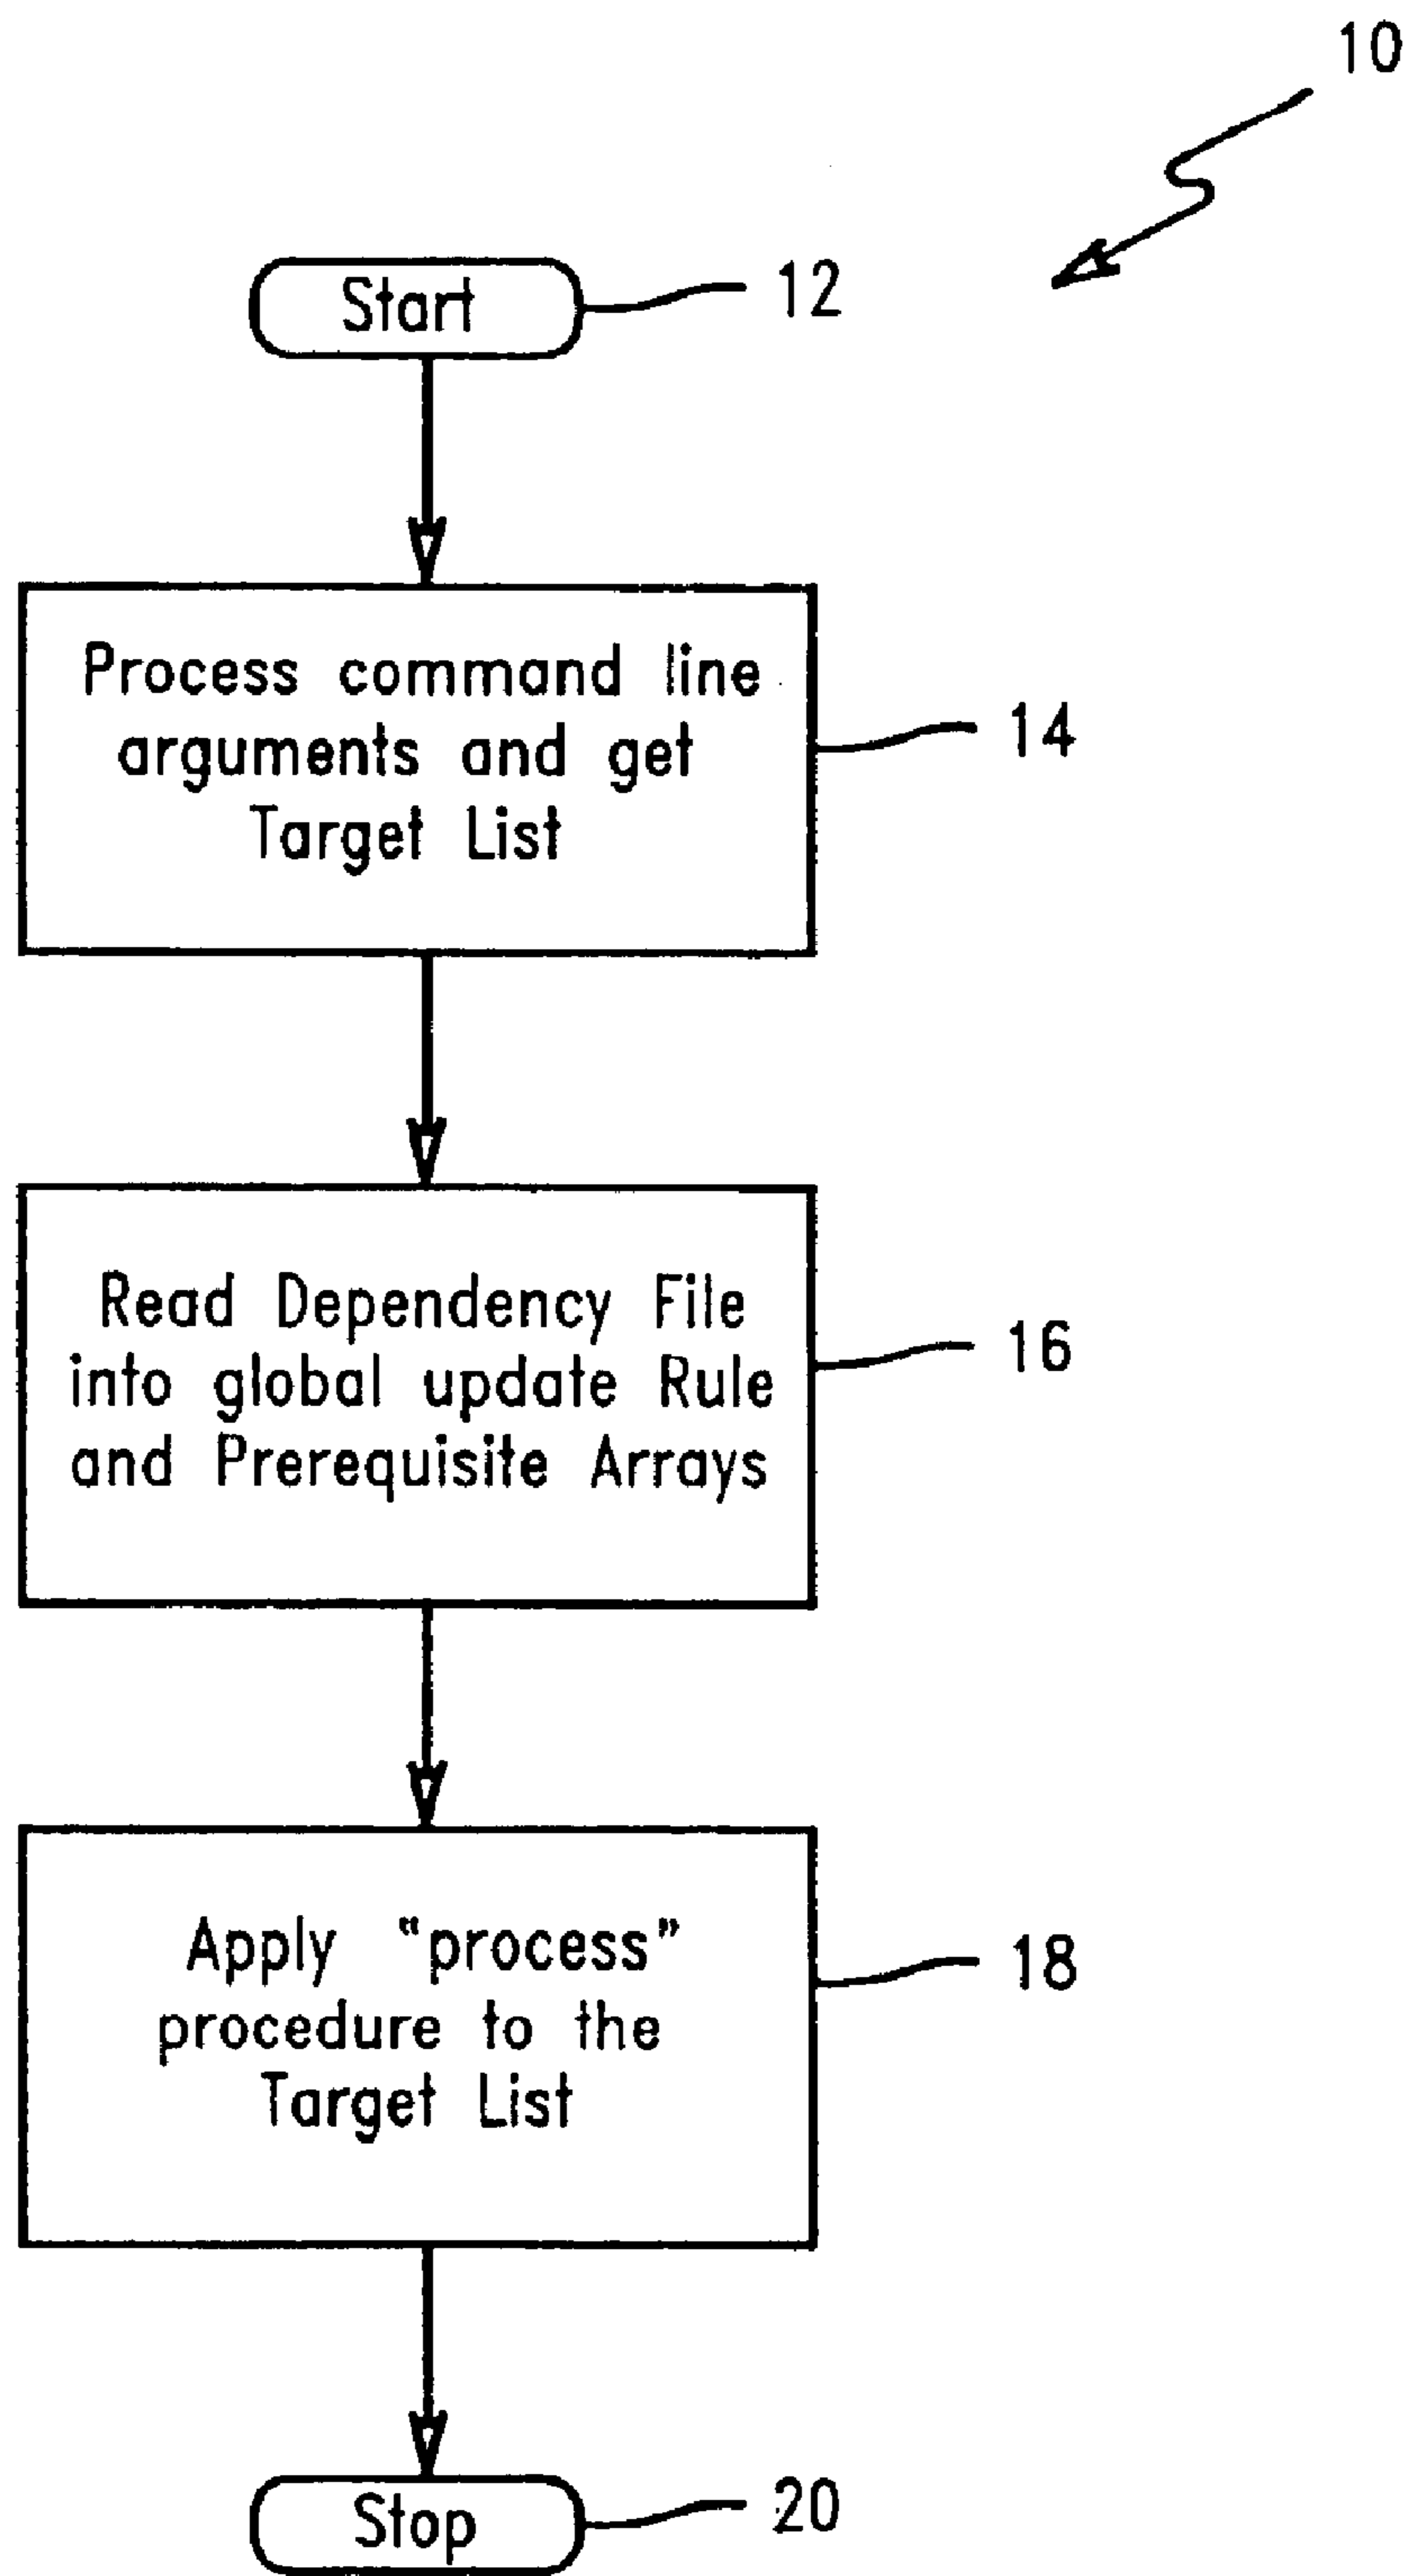 10
Start
12
Process command line
arguments and get
Target List
14
Read Dependency File
into global update Rule
and Prerequisite Arrays
16
Apply “process”
procedure to the
Target List
18
Stop
20